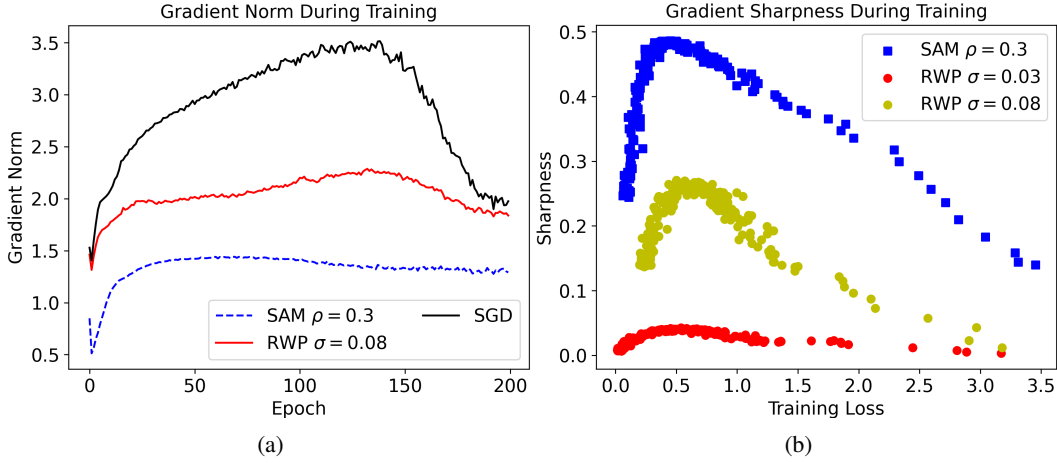 Gradient Norm During Training
Gradient Norm
3.5
3.0
2.5
2.0
1.5
1.0
0.5
0
50
100
150
200
Epoch
SAM ρ = 0.3
RWP σ = 0.08
SGD
(a)
Gradient Sharpness During Training
Sharpness
0.5
0.4
0.3
0.2
0.1
0.0
0.0
0.5
1.0
1.5
2.0
2.5
3.0
3.5
Training Loss
SAM ρ = 0.3
RWP σ = 0.03
RWP σ = 0.08
(b)